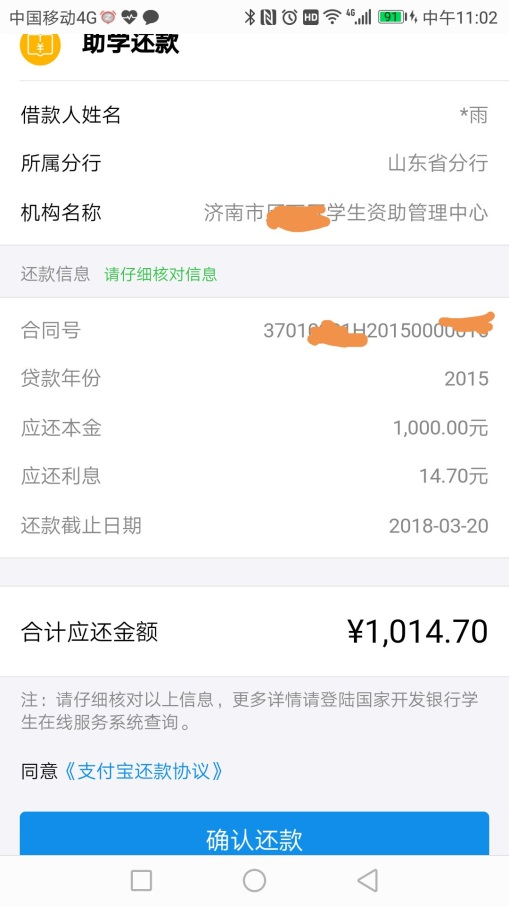 中国移动4G
HD
4G
91
中午11:02
助学还款
借款人姓名 *雨
所属分行 山东省分行
机构名称 济南市 学生资助管理中心
还款信息 请仔细核对信息
合同号 3701 1H20150000
贷款年份 2015
应还本金 1,000.00元
应还利息 14.70元
还款截止日期 2018-03-20
合计应还金额 ¥1,014.70
注：请仔细核对以上信息，更多详情请登陆国家开发银行学
生在线服务系统查询。
同意《支付宝还款协议》
确认还款